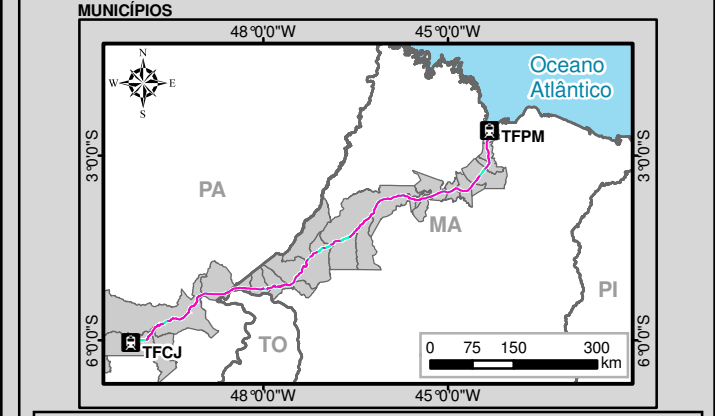 MUNICÍPIOS
48°0'0"W 45°0'0"W
N
W E
S
Oceano
Atlântico
TFPM
3°0'0"S 3°0'0"S
PA
MA
PI
6°0'0"S 6°0'0"S
TFCJ
TO
0 75 150 300
km
48°0'0"W 45°0'0"W